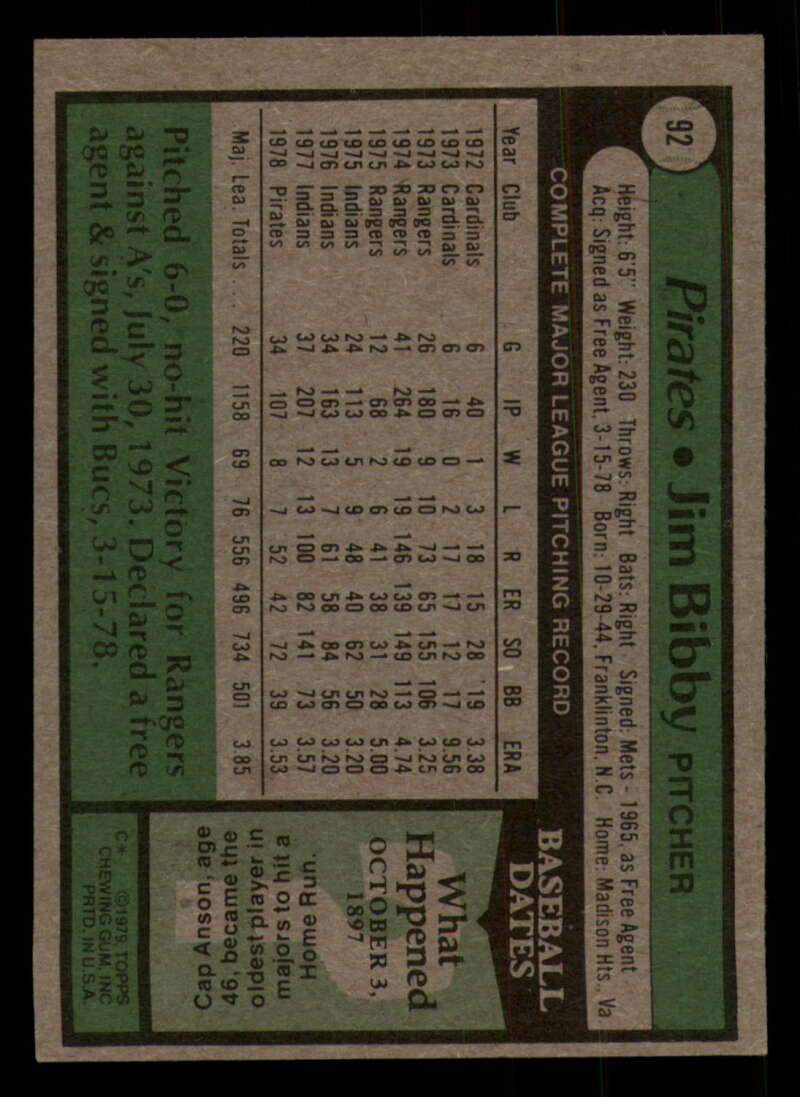 92
Pirates • Jim Bibby PITCHER
Height: 6'5" Weight: 230 Throws: Right Bats: Right Signed: Mets - 1965, as Free Agent
Acq: Signed as Free Agent, 3-15-78 Born: 10-29-44, Franklinton, N.C. Home: Madison Hts., Va.
COMPLETE MAJOR LEAGUE PITCHING RECORD
Year Club G IP W L R ER SO BB ERA
1972 Cardinals 6 40 1 3 18 15 28 19 3.38
1973 Cardinals 6 16 0 2 17 17 12 17 9.56
1973 Rangers 26 180 9 10 73 65 155 106 3.25
1974 Rangers 41 264 19 19 146 139 149 113 4.74
1975 Rangers 12 68 2 6 41 38 31 28 5.00
1975 Indians 24 113 5 9 48 40 62 50 3.20
1976 Indians 34 163 13 7 61 58 84 56 3.20
1977 Indians 37 207 12 13 100 82 141 73 3.57
1978 Pirates 34 107 8 7 52 42 72 39 3.53
Maj. Lea. Totals . . . . 220 1158 69 76 556 496 734 501 3.85
Pitched 6-0, no-hit Victory for Rangers
against A's, July 30, 1973. Declared a free
agent & signed with Bucs, 3-15-78.
BASEBALL
DATES
What
Happened
OCTOBER 3,
1897
Cap Anson, age
46, became the
oldest player in
majors to hit a
Home Run.
C* ©1979 TOPPS
CHEWING GUM, INC.
PRTD. IN U.S.A.